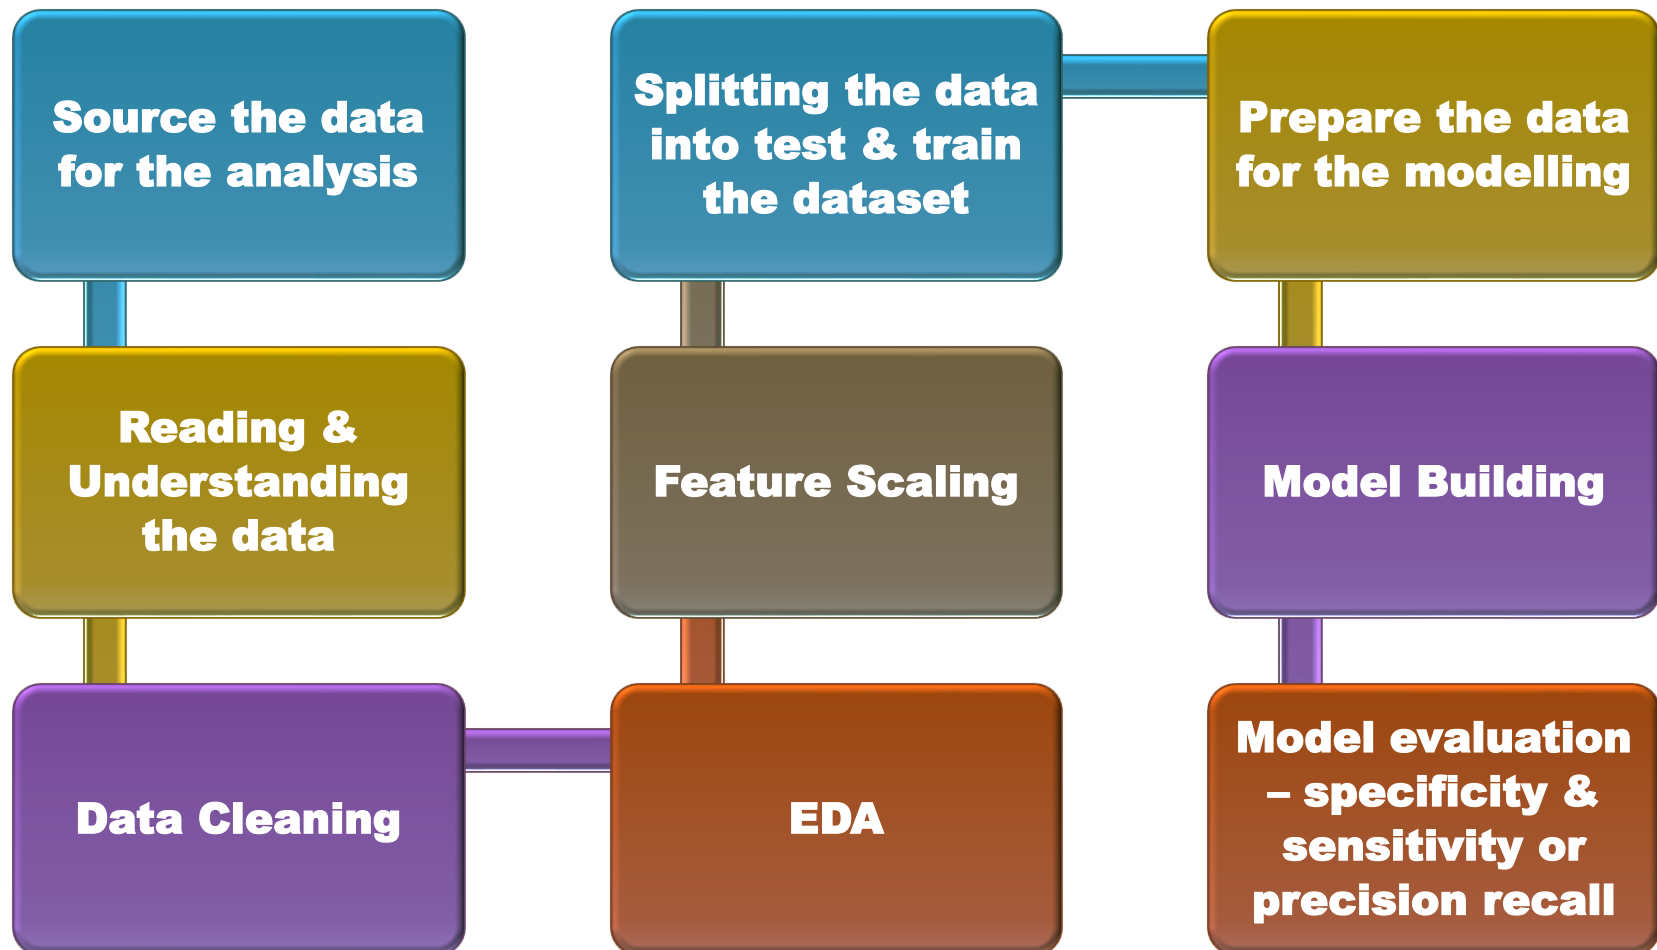 Source the data
for the analysis
Reading &
Understanding
the data
Data Cleaning
EDA
Feature Scaling
Splitting the data
into test & train
the dataset
Prepare the data
for the modelling
Model Building
Model evaluation
– specificity &
sensitivity or
precision recall